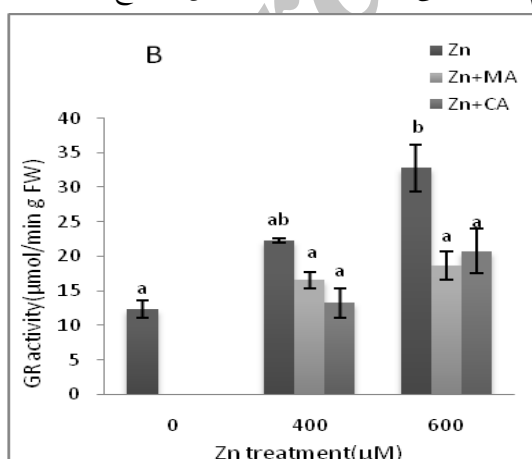 B
Zn
Zn+MA
Zn+CA
GR activity(µmol/min g FW)
40
35
30
25
20
15
10
5
0
a
ab
a
a
b
a
a
0 400 600
Zn treatment(µM)